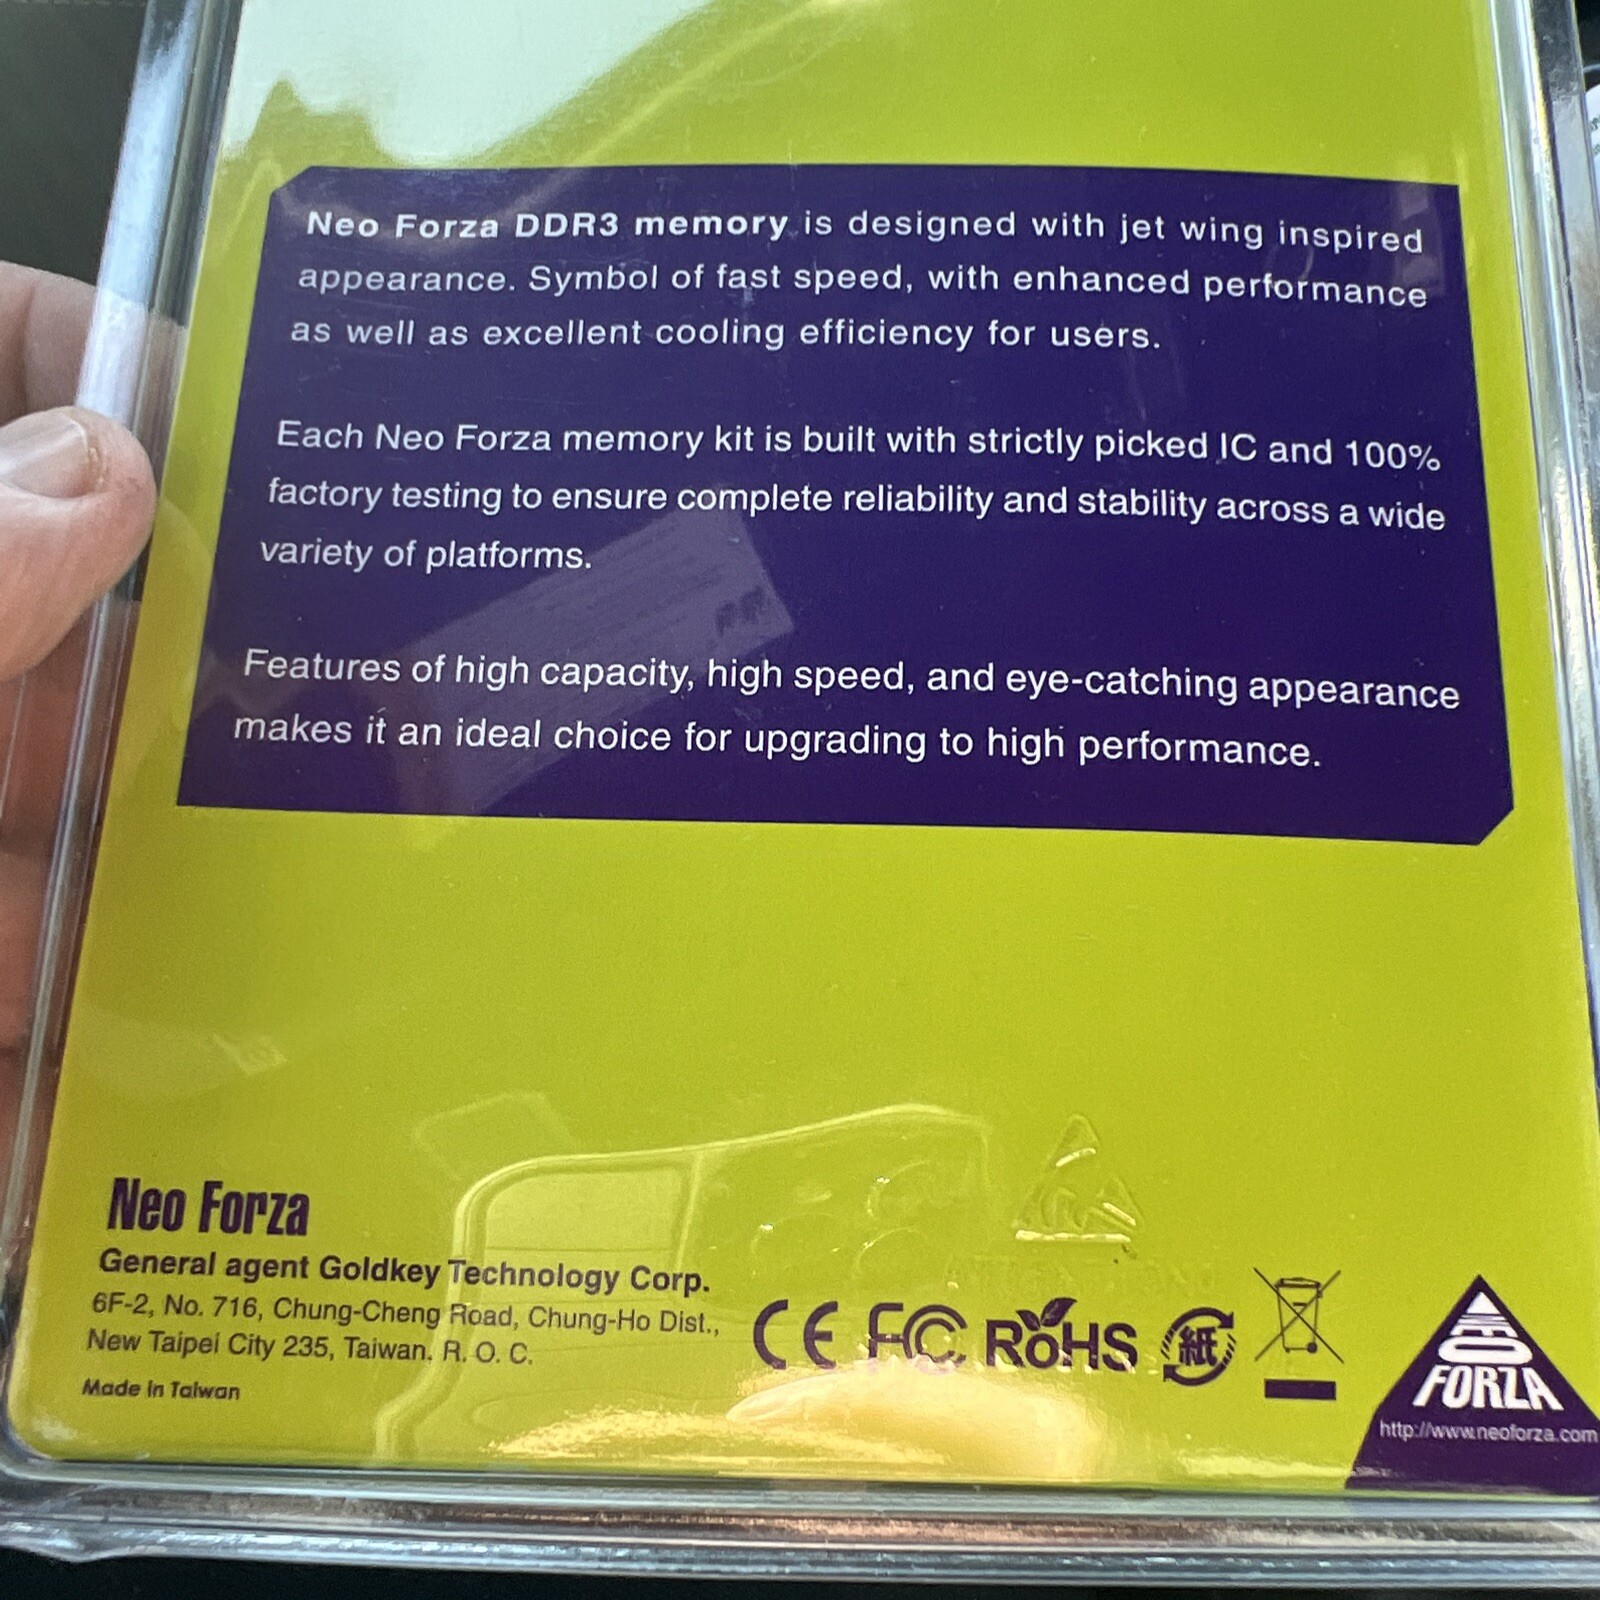 Neo Forza DDR3 memory is designed with jet wing inspired
appearance. Symbol of fast speed, with enhanced performance
as well as excellent cooling efficiency for users.
Each Neo Forza memory kit is built with strictly picked IC and 100%
factory testing to ensure complete reliability and stability across a wide
variety of platforms.
Features of high capacity, high speed, and eye-catching appearance
makes it an ideal choice for upgrading to high performance.
Neo Forza
General agent Goldkey Technology Corp.
6F-2, No. 716, Chung-Cheng Road, Chung-Ho Dist.,
New Taipei City 235, Taiwan. R. O. C.
Made in Taiwan
CE FC RoHS 紙
NEO
FORZA
http://www.neoforza.com